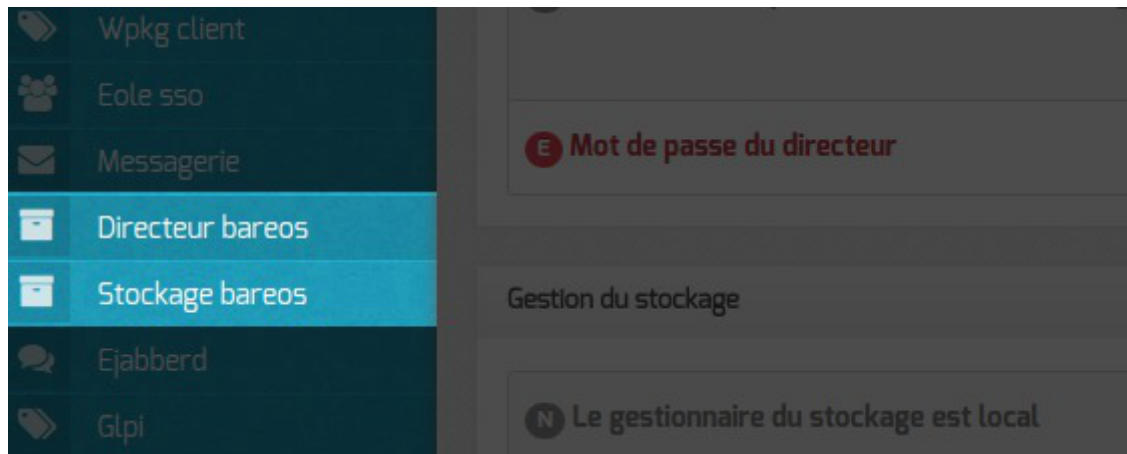 Wpkg client
Eole sso
Messagerie
Directeur bareos
Stockage bareos
Ejabberd
Glpi
E Mot de passe du directeur
Gestion du stockage
N Le gestionnaire du stockage est local